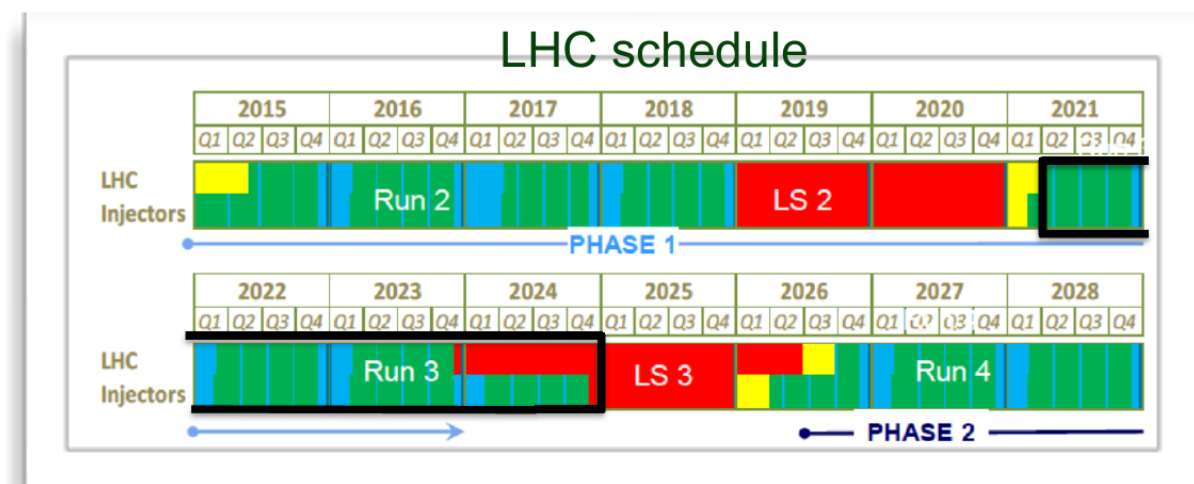 LHC schedule
2015 2016 2017 2018 2019 2020 2021
Q1 Q2 Q3 Q4 Q1 Q2 Q3 Q4 Q1 Q2 Q3 Q4 Q1 Q2 Q3 Q4 Q1 Q2 Q3 Q4 Q1 Q2 Q3 Q4 Q1 Q2 Q3 Q4
LHC
Injectors
Run 2 LS 2
PHASE 1
2022 2023 2024 2025 2026 2027 2028
Q1 Q2 Q3 Q4 Q1 Q2 Q3 Q4 Q1 Q2 Q3 Q4 Q1 Q2 Q3 Q4 Q1 Q2 Q3 Q4 Q1 Q2 Q3 Q4 Q1 Q2 Q3 Q4
LHC
Injectors
Run 3 LS 3 Run 4
PHASE 2